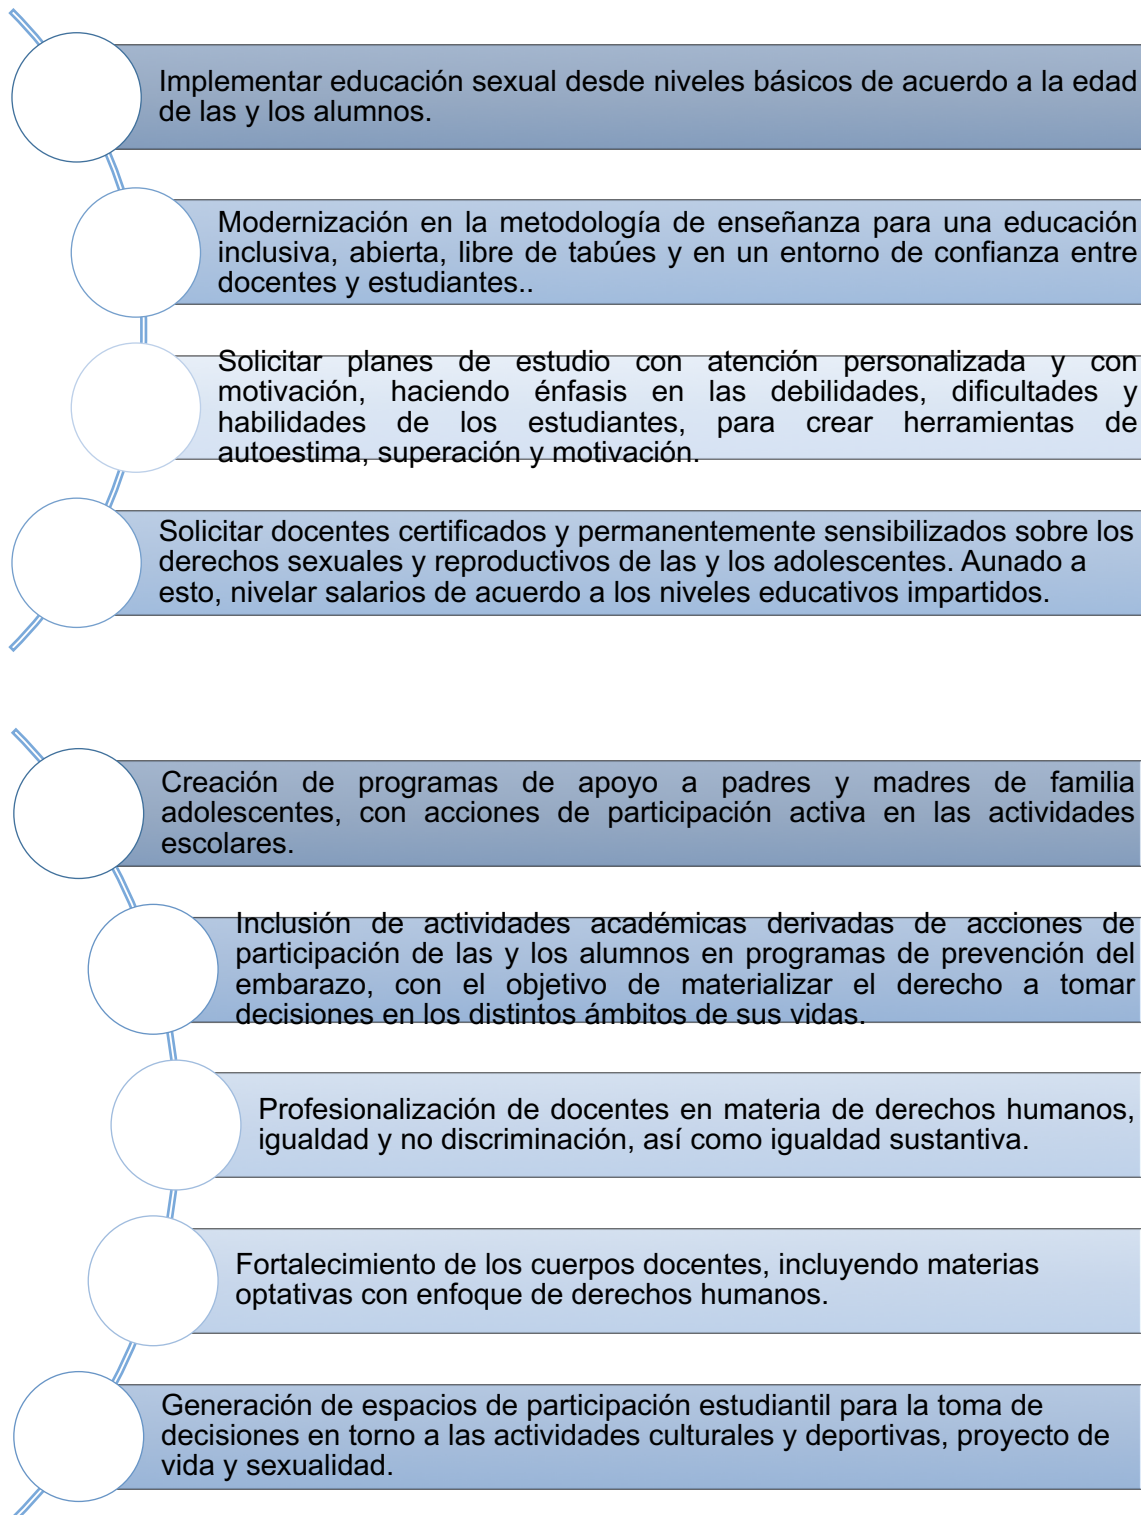 Implementar educación sexual desde niveles básicos de acuerdo a la edad
de las y los alumnos.
Modernización en la metodología de enseñanza para una educación
inclusiva, abierta, libre de tabúes y en un entorno de confianza entre
docentes y estudiantes..
Solicitar planes de estudio con atención personalizada y con
motivación, haciendo énfasis en las debilidades, dificultades y
habilidades de los estudiantes, para crear herramientas de
autoestima, superación y motivación.
Solicitar docentes certificados y permanentemente sensibilizados sobre los
derechos sexuales y reproductivos de las y los adolescentes. Aunado a
esto, nivelar salarios de acuerdo a los niveles educativos impartidos.
Creación de programas de apoyo a padres y madres de familia
adolescentes, con acciones de participación activa en las actividades
escolares.
Inclusión de actividades académicas derivadas de acciones de
participación de las y los alumnos en programas de prevención del
embarazo, con el objetivo de materializar el derecho a tomar
decisiones en los distintos ámbitos de sus vidas.
Profesionalización de docentes en materia de derechos humanos,
igualdad y no discriminación, así como igualdad sustantiva.
Fortalecimiento de los cuerpos docentes, incluyendo materias
optativas con enfoque de derechos humanos.
Generación de espacios de participación estudiantil para la toma de
decisiones en torno a las actividades culturales y deportivas, proyecto de
vida y sexualidad.